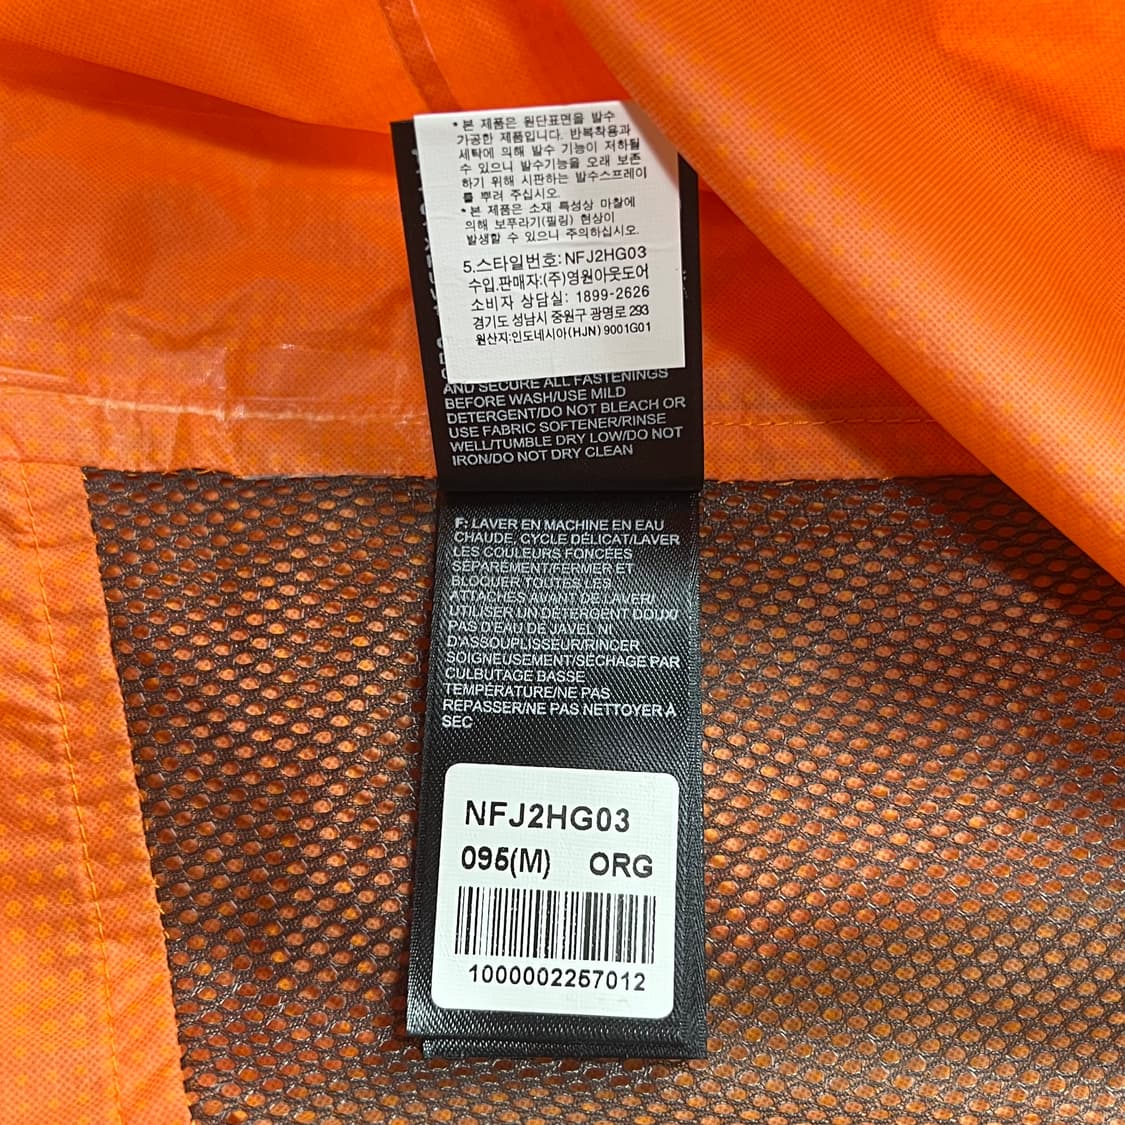 *본 제품은 원단표면을 발수
가공한 제품입니다. 반복착용과
세탁에 의해 발수 기능이 저하될
수 있으니 발수기능을 오래 보존
하기 위해 시판하는 발수스프레이
를 뿌려 주십시오.
*본 제품은 소재 특성상 마찰에
의해 보푸라기(필링) 현상이
발생할 수 있으니 주의하십시오.
5.스타일번호:NFJ2HG03
수입,판매자:(주)영원아웃도어
소비자 상담실: 1899-2626
경기도 성남시 중원구 광명로 293
원산지:인도네시아(HJN) 9001G01
AND SECURE ALL FASTENINGS
BEFORE WASH/USE MILD
DETERGENT/DO NOT BLEACH OR
USE FABRIC SOFTENER/RINSE
WELL/TUMBLE DRY LOW/DO NOT
IRON/DO NOT DRY CLEAN
F: LAVER EN MACHINE EN EAU
CHAUDE, CYCLE DÉLICAT/LAVER
LES COULEURS FONCÉES
SÉPARÉMENT/FERMER ET
BLOQUER TOUTES LES
ATTACHES AVANT DE LAVER/
UTILISER UN DÉTERGENT DOUX/
PAS D'EAU DE JAVEL NI
D'ASSOUPLISSEUR/RINCER
SOIGNEUSEMENT/SÉCHAGE PAR
CULBUTAGE BASSE
TEMPÉRATURE/NE PAS
REPASSER/NE PAS NETTOYER À
SEC
NFJ2HG03
095(M) ORG
1000002257012